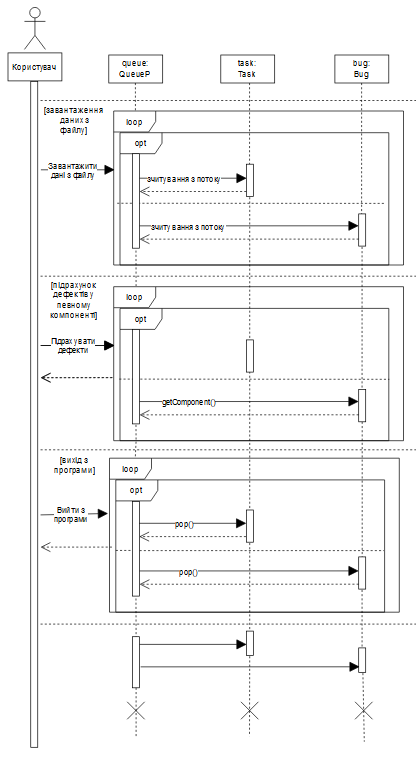 Користувач
queue:
QueueP
task:
Task
bug:
Bug
[завантаження
даних з
файлу]
loop
opt
Завантажити
дані з файлу
зчитування з потоку
зчитування з потоку
[підрахунок
дефектів у
певному
компоненті]
loop
opt
Підрахувати
дефекти
getComponent()
[вихід з
програми]
loop
opt
Вийти з
програми
pop()
pop()